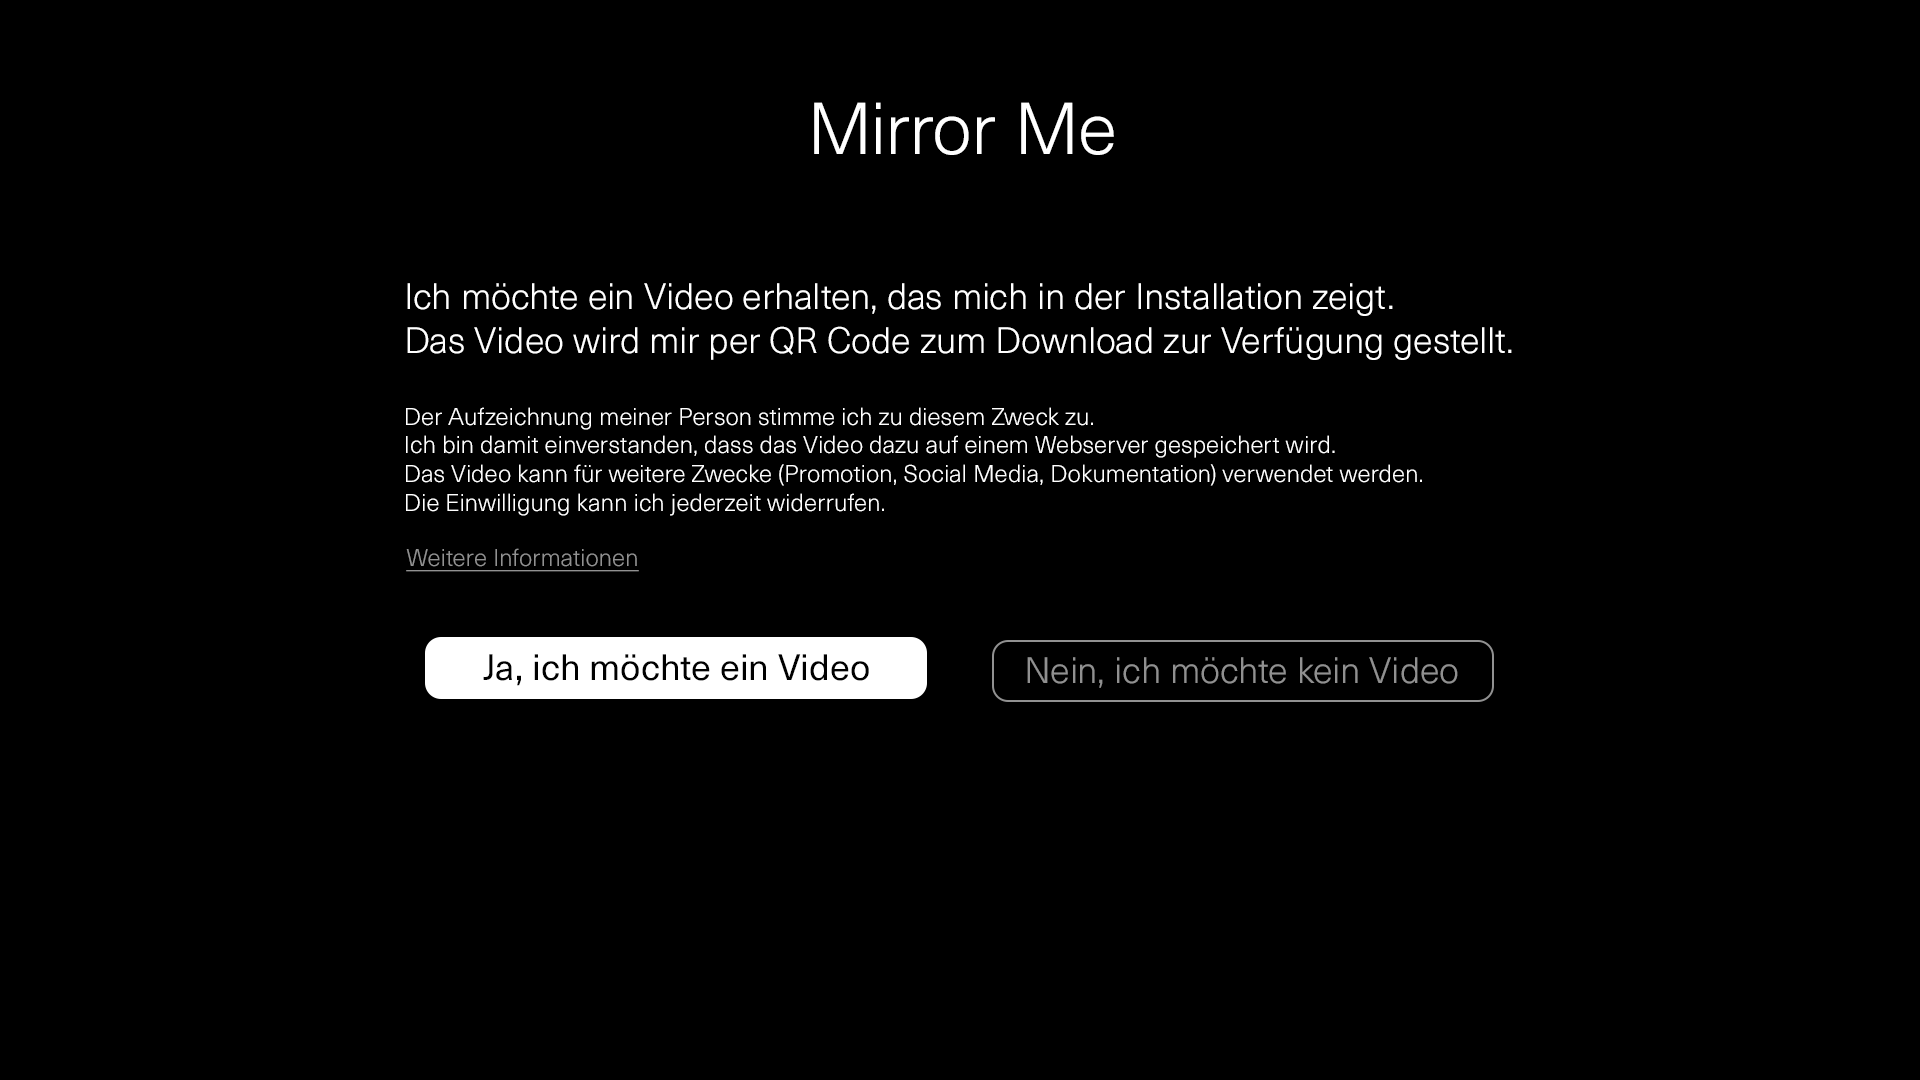 Mirror Me
Ich möchte ein Video erhalten, das mich in der Installation zeigt.
Das Video wird mir per QR Code zum Download zur Verfügung gestellt.
Der Aufzeichnung meiner Person stimme ich zu diesem Zweck zu.
Ich bin damit einverstanden, dass das Video dazu auf einem Webserver gespeichert wird.
Das Video kann für weitere Zwecke (Promotion, Social Media, Dokumentation) verwendet werden.
Die Einwilligung kann ich jederzeit widerrufen.
Weitere Informationen
Ja, ich möchte ein Video
Nein, ich möchte kein Video